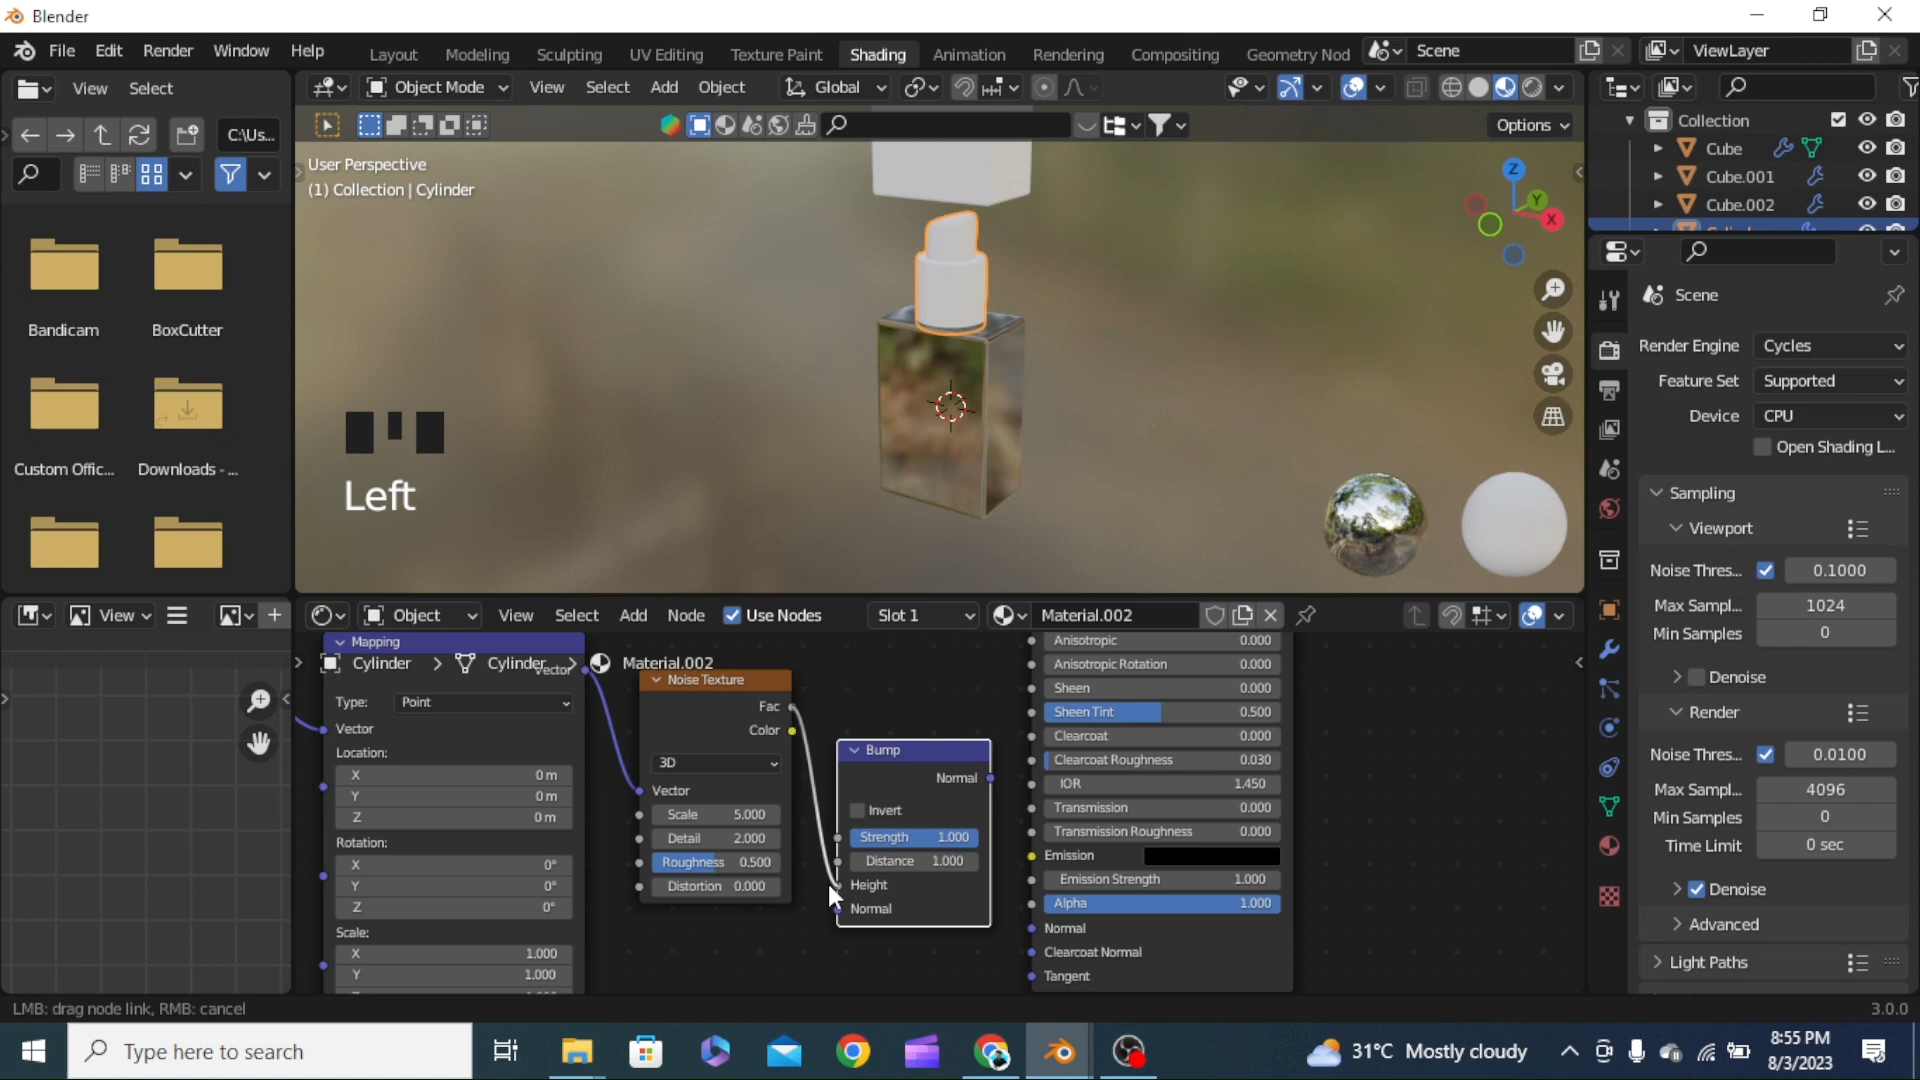 Blender
File Edit Render Window Help Layout Modeling Sculpting UV Editing Texture Paint Shading Animation Rendering Compositing Geometry Nod Scene ViewLayer
View Select
Object Mode View Select Add Object Global
C:\Us...
Options
User Perspective
(1) Collection | Cylinder
Z
Y
X
Bandicam BoxCutter
Custom Offic... Downloads - ...
Left
Collection
Cube
Cube.001
Cube.002
Scene
Render Engine Cycles
Feature Set Supported
Device CPU
Open Shading L...
Sampling
Viewport
Noise Thres... 0.1000
Max Sampl... 1024
Min Samples 0
Denoise
Render
Noise Thres... 0.0100
Max Sampl... 4096
Min Samples 0
Time Limit 0 sec
Denoise
Advanced
Light Paths
View
Object View Select Add Node Use Nodes Slot 1 Material.002
Mapping
Cylinder Cylinder Material.002
Vector
Type: Point
Vector
Location:
X 0 m
Y 0 m
Z 0 m
Rotation:
X 0°
Y 0°
Z 0°
Scale:
X 1.000
Y 1.000
Noise Texture
Fac
Color
3D
Vector
Scale 5.000
Detail 2.000
Roughness 0.500
Distortion 0.000
Bump
Normal
Invert
Strength 1.000
Distance 1.000
Height
Normal
Anisotropic 0.000
Anisotropic Rotation 0.000
Sheen 0.000
Sheen Tint 0.500
Clearcoat 0.000
Clearcoat Roughness 0.030
IOR 1.450
Transmission 0.000
Transmission Roughness 0.000
Emission
Emission Strength 1.000
Alpha 1.000
Normal
Clearcoat Normal
Tangent
LMB: drag node link, RMB: cancel
3.0.0
Type here to search
31°C Mostly cloudy
8:55 PM
8/3/2023